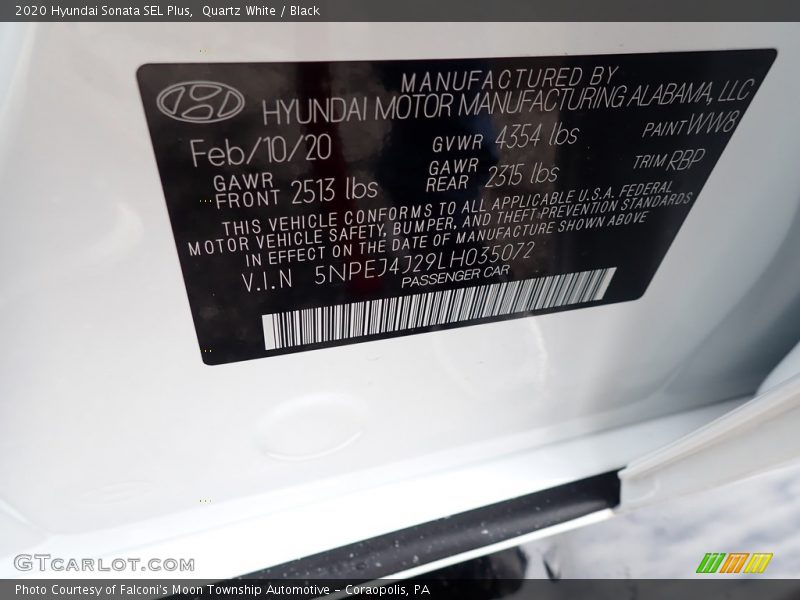 2020 Hyundai Sonata SEL Plus,  Quartz White / Black
MANUFACTURED BY
HYUNDAI MOTOR MANUFACTURING ALABAMA, LLC
Feb/10/20 GVWR 4354 lbs PAINT WW8
GAWR FRONT 2513 lbs GAWR REAR 2315 lbs TRIM RBP
THIS VEHICLE CONFORMS TO ALL APPLICABLE U.S.A. FEDERAL
MOTOR VEHICLE SAFETY, BUMPER, AND THEFT PREVENTION STANDARDS
IN EFFECT ON THE DATE OF MANUFACTURE SHOWN ABOVE
V.I.N 5NPEJ4J29LH035072
PASSENGER CAR
GTCARLOT.COM
Photo Courtesy of Falconi's Moon Township Automotive – Coraopolis, PA